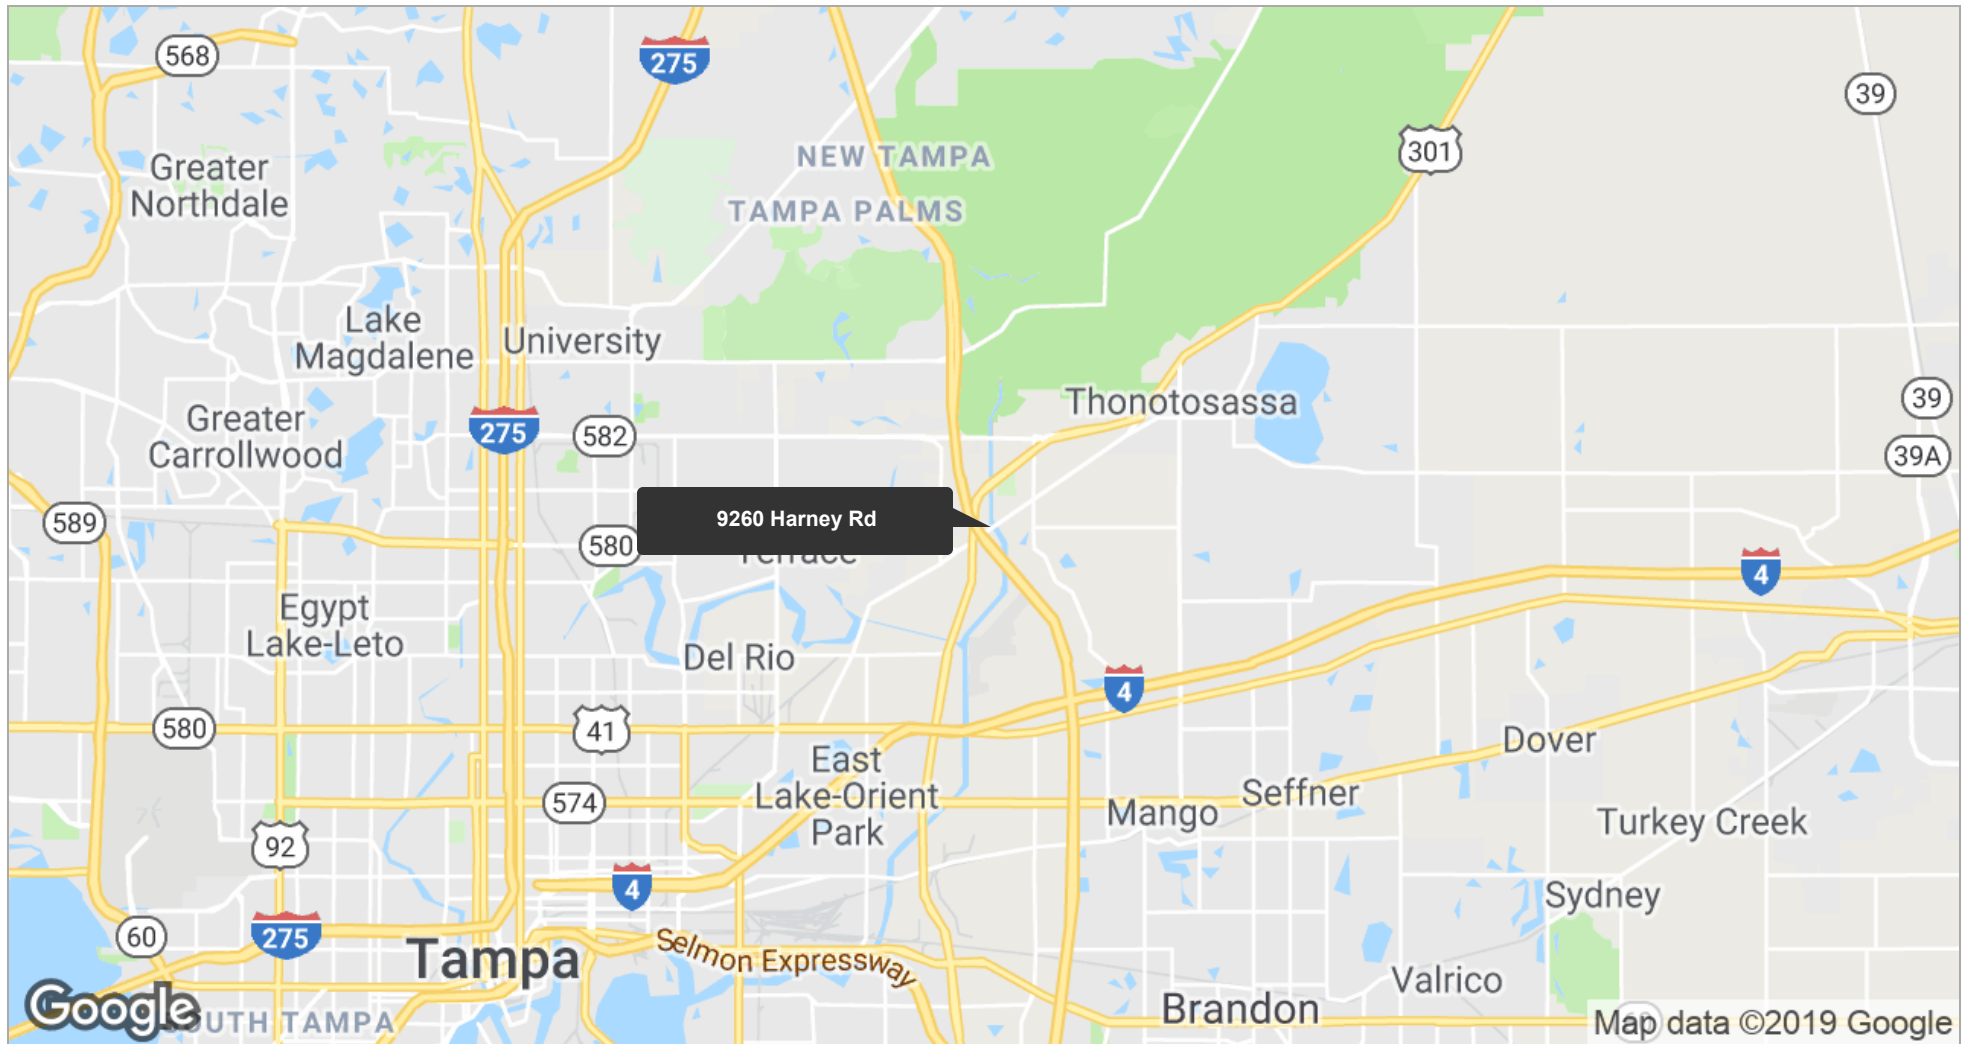 568
275
39
301
NEW TAMPA
Greater
Northdale
TAMPA PALMS
Lake
Magdalene
University
Thonotosassa
39
Greater
Carrollwood
275
582
39A
9260 Harney Rd
589
580
Terrace
4
Egypt
Lake-Leto
Del Rio
4
580
41
Dover
East
Lake-Orient
Park
574
Mango
Seffner
Turkey Creek
92
4
Sydney
60
275
Tampa
Selmon Expressway
Valrico
Brandon
Google
SOUTH TAMPA
Map data ©2019 Google